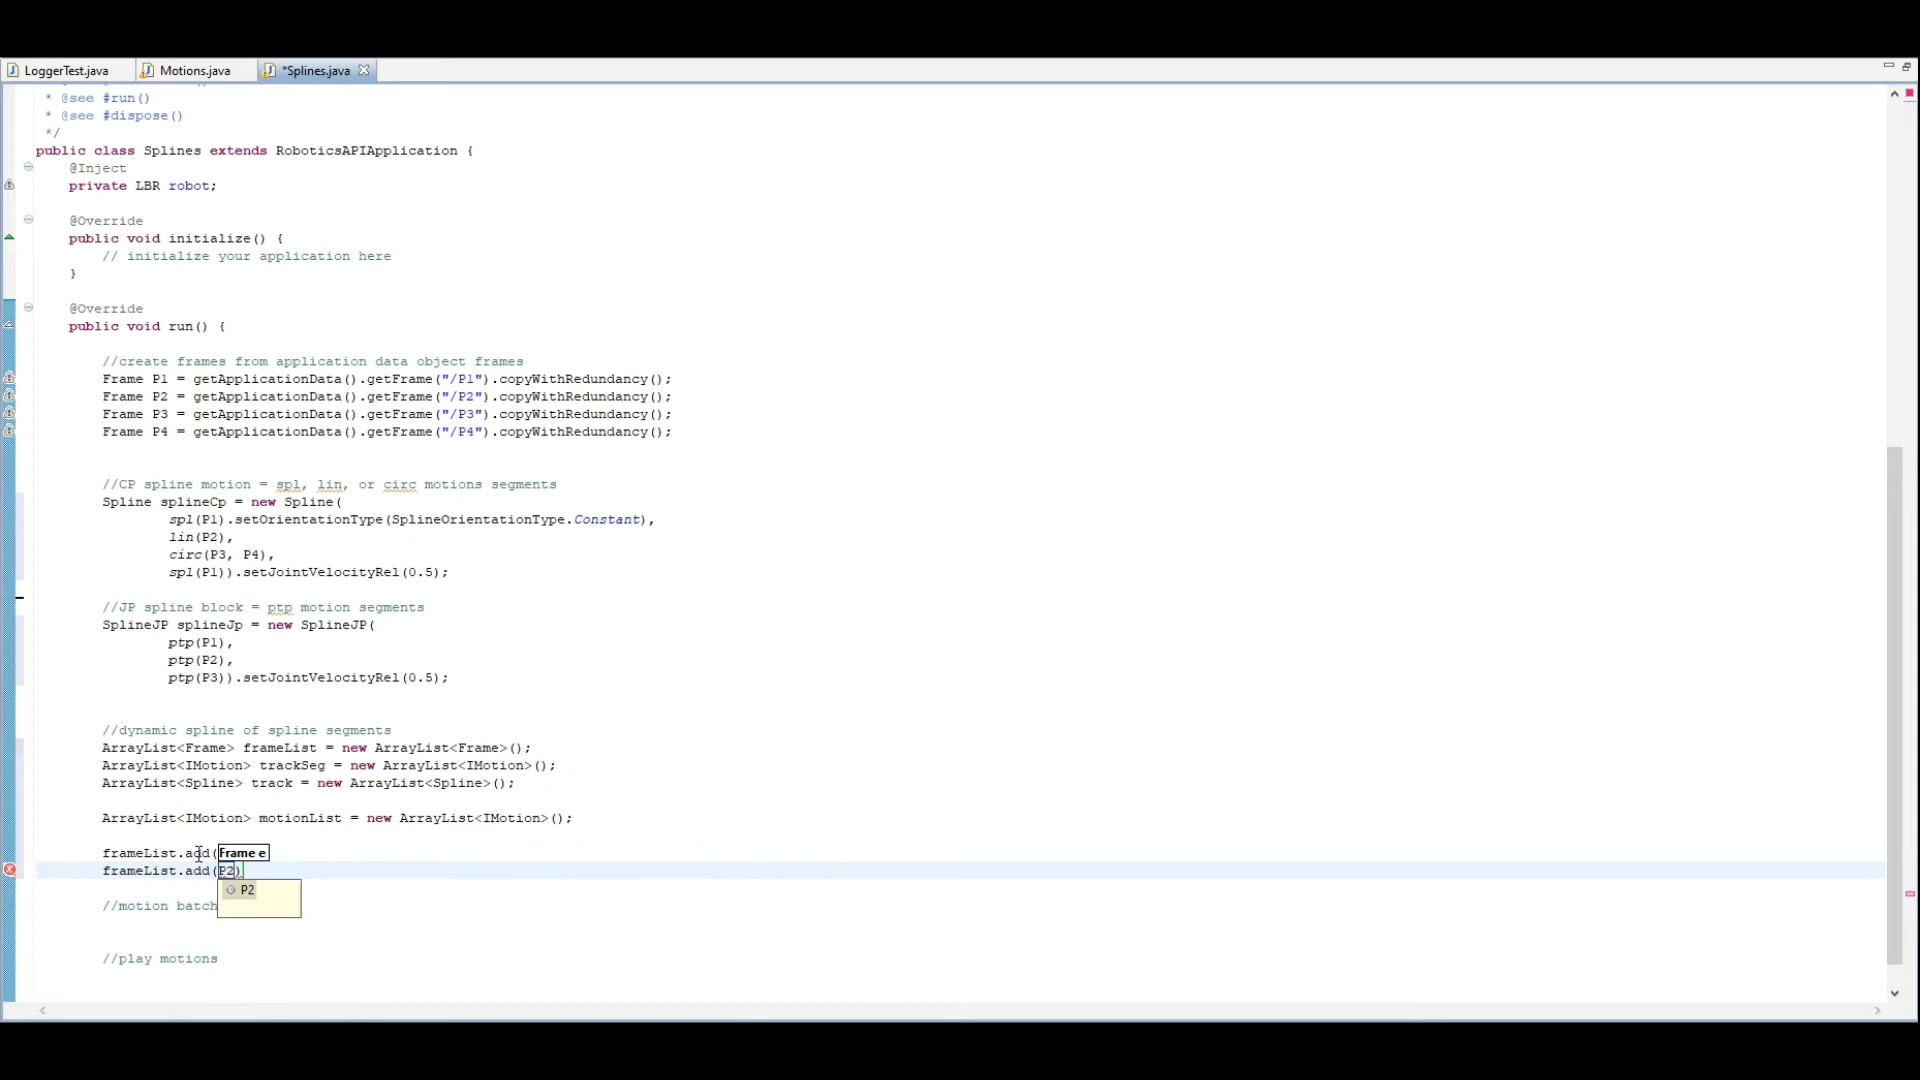 LoggerTest.java
Motions.java
*Splines.java
* @see #run()
* @see #dispose()
*/
public class Splines extends RoboticsAPIApplication {
@Inject
private LBR robot;
@Override
public void initialize() {
// initialize your application here
}
@Override
public void run() {
//create frames from application data object frames
Frame P1 = getApplicationData().getFrame("/P1").copyWithRedundancy();
Frame P2 = getApplicationData().getFrame("/P2").copyWithRedundancy();
Frame P3 = getApplicationData().getFrame("/P3").copyWithRedundancy();
Frame P4 = getApplicationData().getFrame("/P4").copyWithRedundancy();
//CP spline motion = spl, lin, or circ motions segments
Spline splineCp = new Spline(
spl(P1).setOrientationType(SplineOrientationType.Constant),
lin(P2),
circ(P3, P4),
spl(P1)).setJointVelocityRel(0.5);
//JP spline block = ptp motion segments
SplineJP splineJp = new SplineJP(
ptp(P1),
ptp(P2),
ptp(P3)).setJointVelocityRel(0.5);
//dynamic spline of spline segments
ArrayList<Frame> frameList = new ArrayList<Frame>();
ArrayList<IMotion> trackSeg = new ArrayList<IMotion>();
ArrayList<Spline> track = new ArrayList<Spline>();
ArrayList<IMotion> motionList = new ArrayList<IMotion>();
frameList.add( Frame e
frameList.add(P2)
P2
//motion batch
//play motions